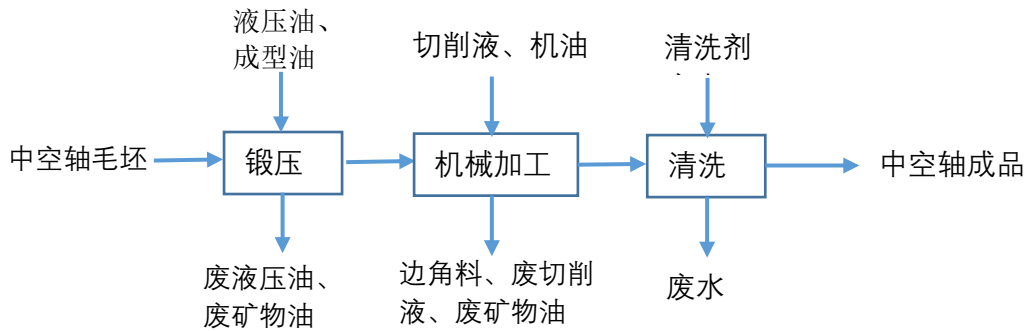 液压油、
成型油
切削液、机油
清洗剂
中空轴毛坯
锻压
机械加工
清洗
中空轴成品
废液压油、
废矿物油
边角料、废切削
液、废矿物油
废水